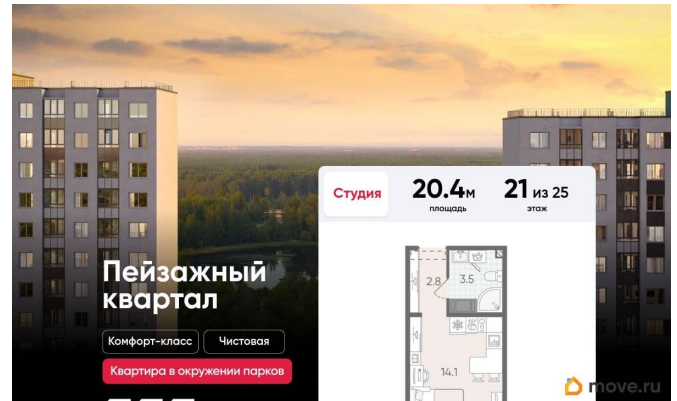 Студия
20.4м
площадь
21 из 25
этаж
2.8
3.5
14.1
Пейзажный
квартал
Комфорт-класс
Чистовая
Квартира в окружении парков
move.ru